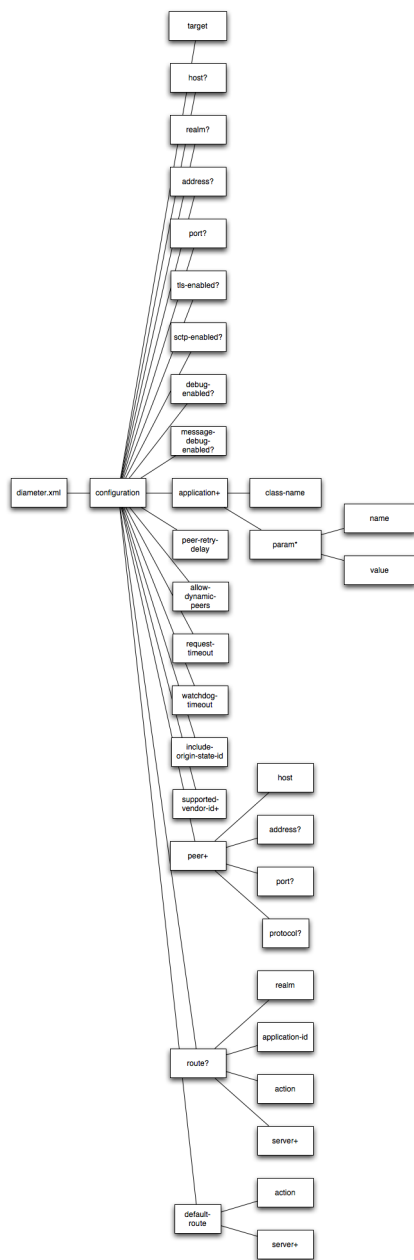 target
host?
realm?
address?
port?
tls-enabled?
sctp-enabled?
debug-
enabled?
message-
debug-
enabled?
diameter.xml
configuration
application+
class-name
param*
name
value
peer-retry-
delay
allow-
dynamic-
peers
request-
timeout
watchdog-
timeout
include-
origin-state-id
supported-
vendor-id+
peer+
host
address?
port?
protocol?
route?
realm
application-id
action
server+
default-
route
action
server+